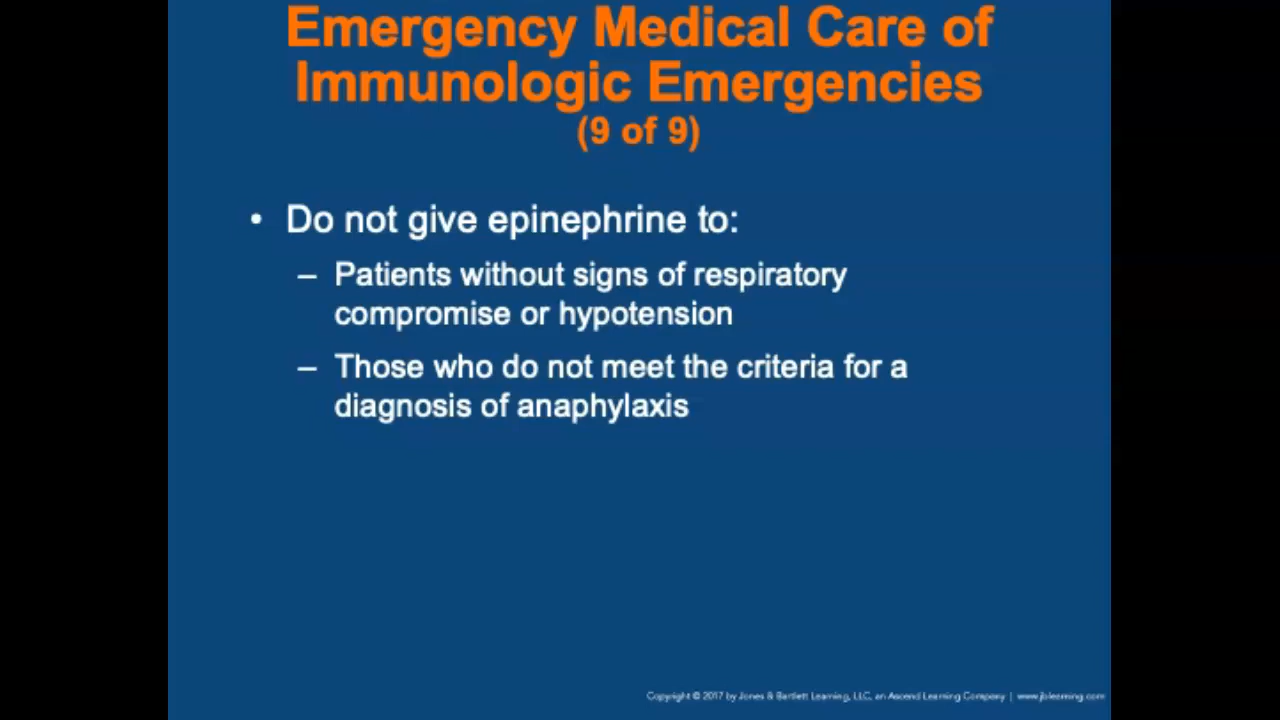 Emergency Medical Care of
Immunologic Emergencies
(9 of 9)
• Do not give epinephrine to:
– Patients without signs of respiratory
compromise or hypotension
– Those who do not meet the criteria for a
diagnosis of anaphylaxis
Copyright © 2017 by Jones & Bartlett Learning, LLC, an Ascend Learning Company | www.jblearning.com